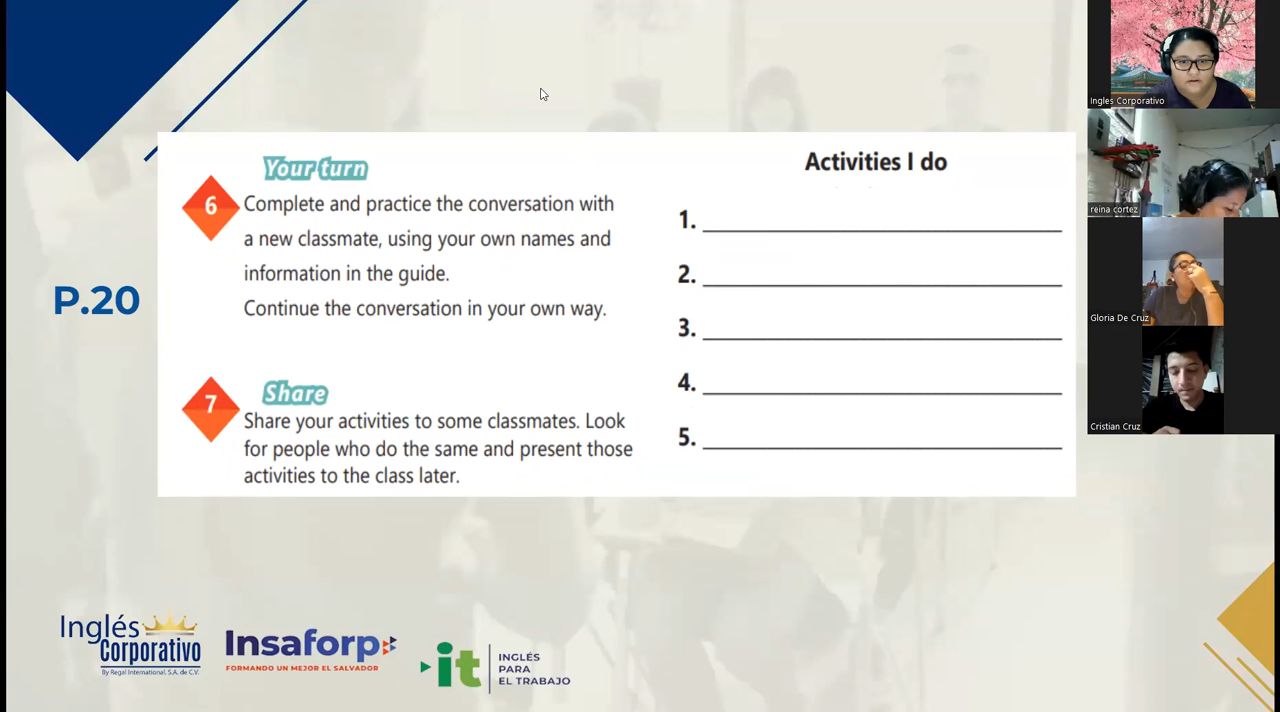 P.20
Your turn
6
Complete and practice the conversation with
a new classmate, using your own names and
information in the guide.
Continue the conversation in your own way.
7
Share
Share your activities to some classmates. Look
for people who do the same and present those
activities to the class later.
Activities I do
1.
2.
3.
4.
5.
Ingles Corporativo
reina cortez
Gloria De Cruz
Cristian Cruz
Inglés
Corporativo
By Regal International, S.A. de C.V.
Insaforp
FORMANDO UN MEJOR EL SALVADOR
it
INGLÉS
PARA
EL TRABAJO